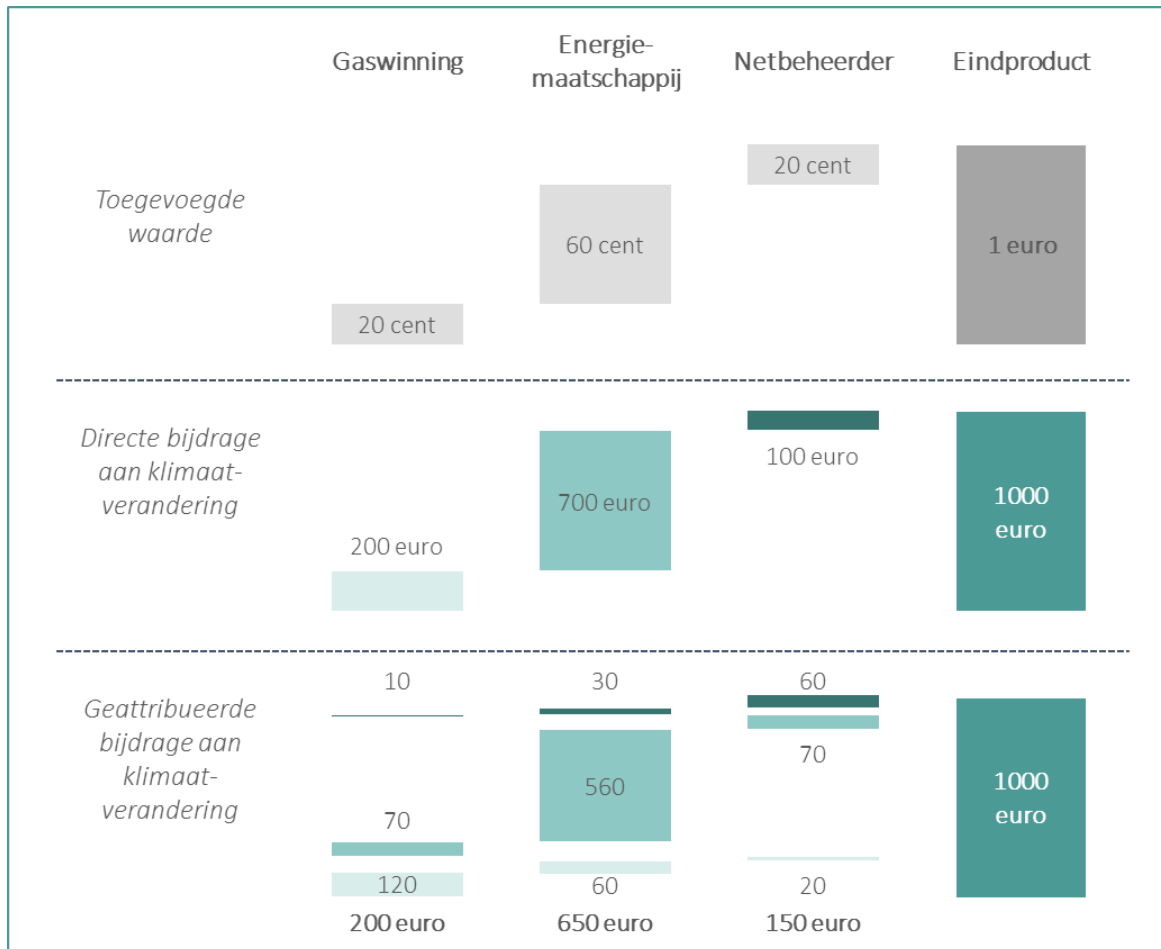 Gaswinning
Energie-
maatschappij
Netbeheerder
Eindproduct
Toegevoegde
waarde
20 cent
60 cent
20 cent
1 euro
Directe bijdrage
aan klimaat-
verandering
200 euro
700 euro
100 euro
1000
euro
Geattribueerde
bijdrage aan
klimaat-
verandering
10
70
120
200 euro
30
560
60
650 euro
60
70
20
150 euro
1000
euro